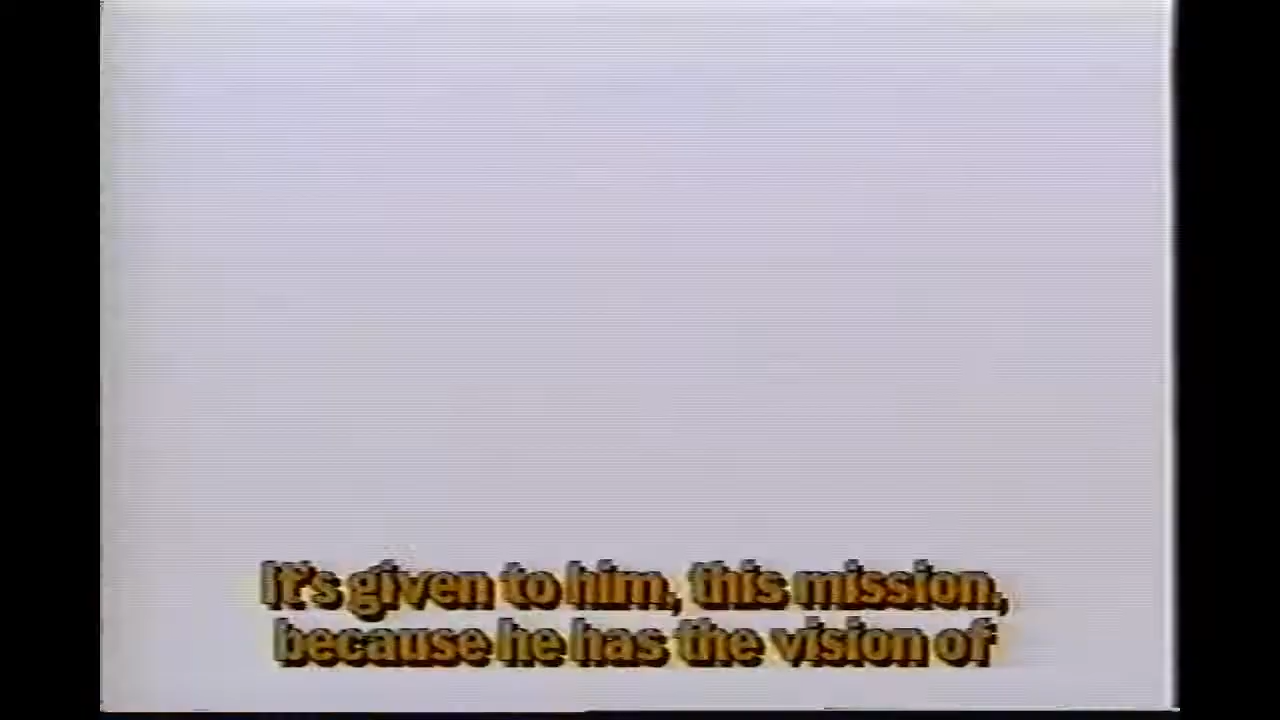 It's given to him, this mission,
because he has the vision of